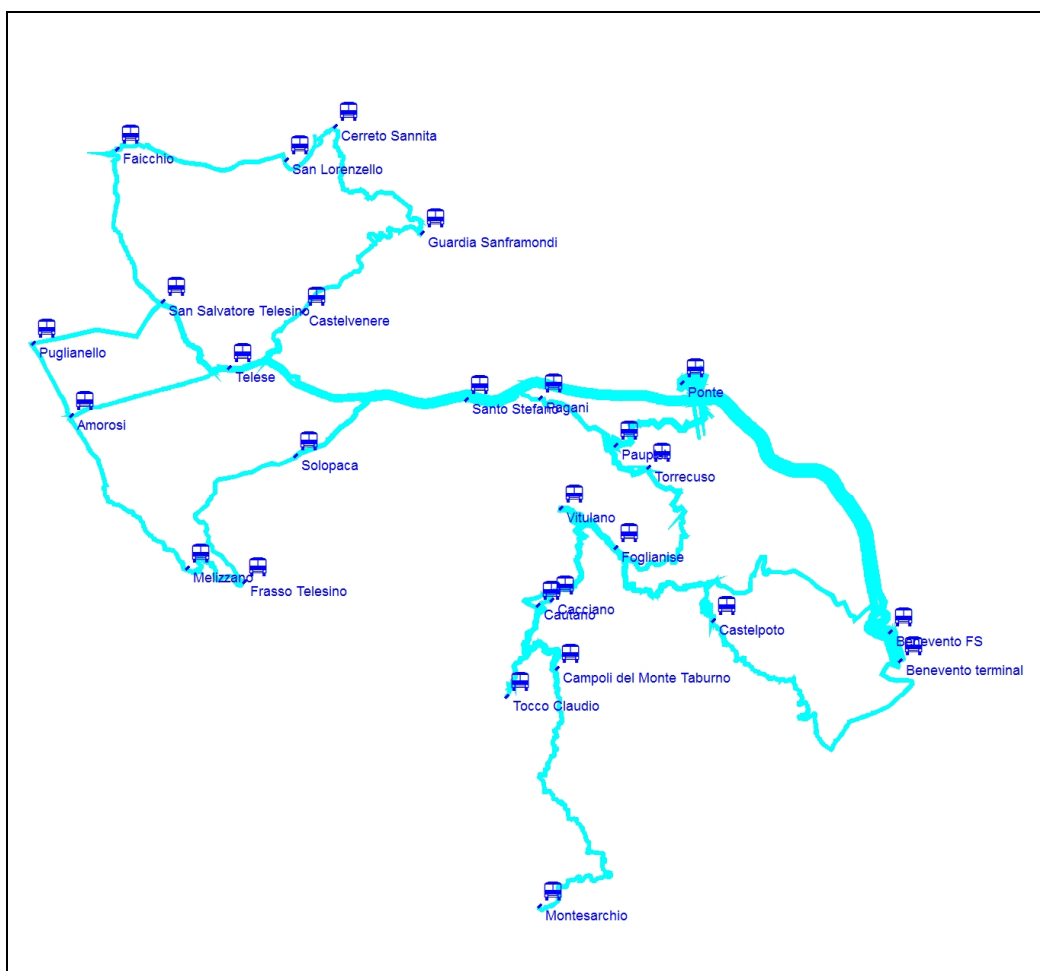 Cerreto Sannita
Faicchio
San Lorenzello
Guardia Sanframondi
San Salvatore Telesino
Castelvenere
Puglianello
Telese
Ponte
Santo Stefano
Pagani
Amorosi
Solopaca
Paupisi
Torrecuso
Vitulano
Foglianise
Melizzano
Frasso Telesino
Cacciano
Cautano
Castelpoto
Benevento FS
Benevento terminal
Campoli del Monte Taburno
Tocco Claudio
Montesarchio